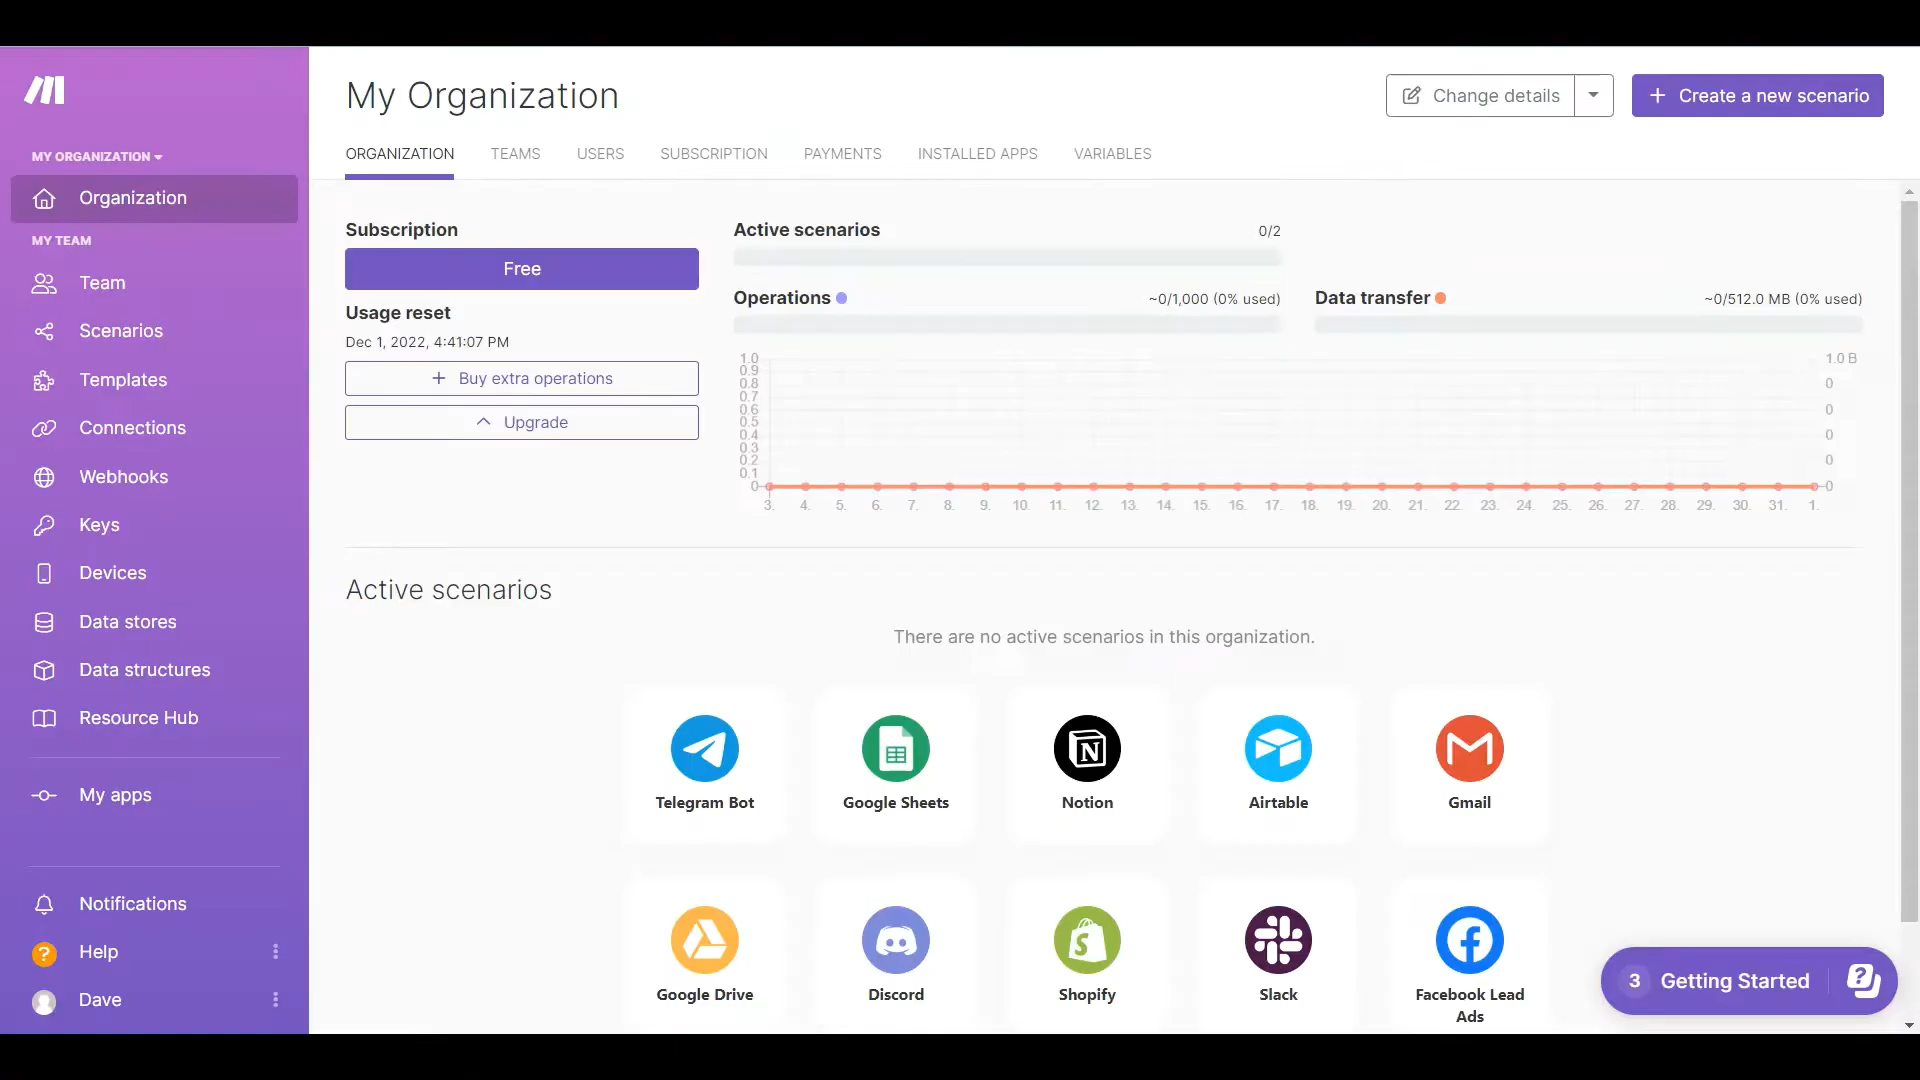 MY ORGANIZATION
Organization
MY TEAM
Team
Scenarios
Templates
Connections
Webhooks
Keys
Devices
Data stores
Data structures
Resource Hub
My apps
Notifications
? Help
Dave
My Organization
Change details
+ Create a new scenario
ORGANIZATION TEAMS USERS SUBSCRIPTION PAYMENTS INSTALLED APPS VARIABLES
Subscription
Free
Usage reset
Dec 1, 2022, 4:41:07 PM
+ Buy extra operations
Upgrade
Active scenarios 0/2
Operations ~0/1,000 (0% used)
Data transfer ~0/512.0 MB (0% used)
1.0 1.0 B
0.9
0.8 0
0.7
0.6 0
0.5
0.4 0
0.3
0.2 0
0.1
0 0
3. 4. 5. 6. 7. 8. 9. 10. 11. 12. 13. 14. 15. 16. 17. 18. 19. 20. 21. 22. 23. 24. 25. 26. 27. 28. 29. 30. 31. 1.
Active scenarios
There are no active scenarios in this organization.
Telegram Bot
Google Sheets
N
Notion
Airtable
Gmail
Google Drive
Discord
S
Shopify
Slack
Facebook Lead
Ads
3 Getting Started ?